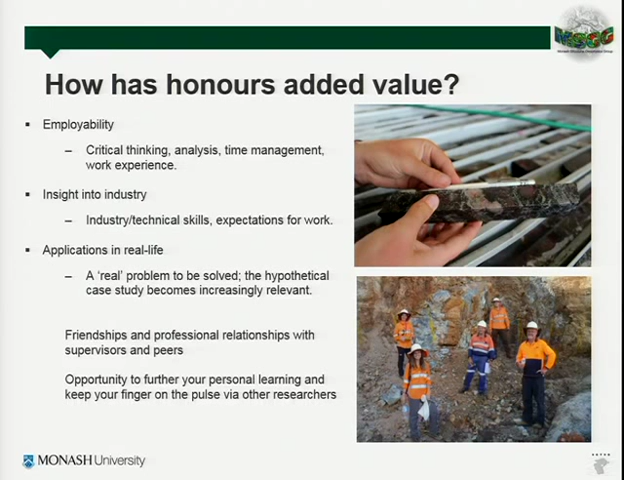 How has honours added value?
Employability
– Critical thinking, analysis, time management,
work experience.
Insight into industry
– Industry/technical skills, expectations for work.
Applications in real-life
– A ‘real’ problem to be solved; the hypothetical
case study becomes increasingly relevant.
Friendships and professional relationships with
supervisors and peers
Opportunity to further your personal learning and
keep your finger on the pulse via other researchers
MONASH University